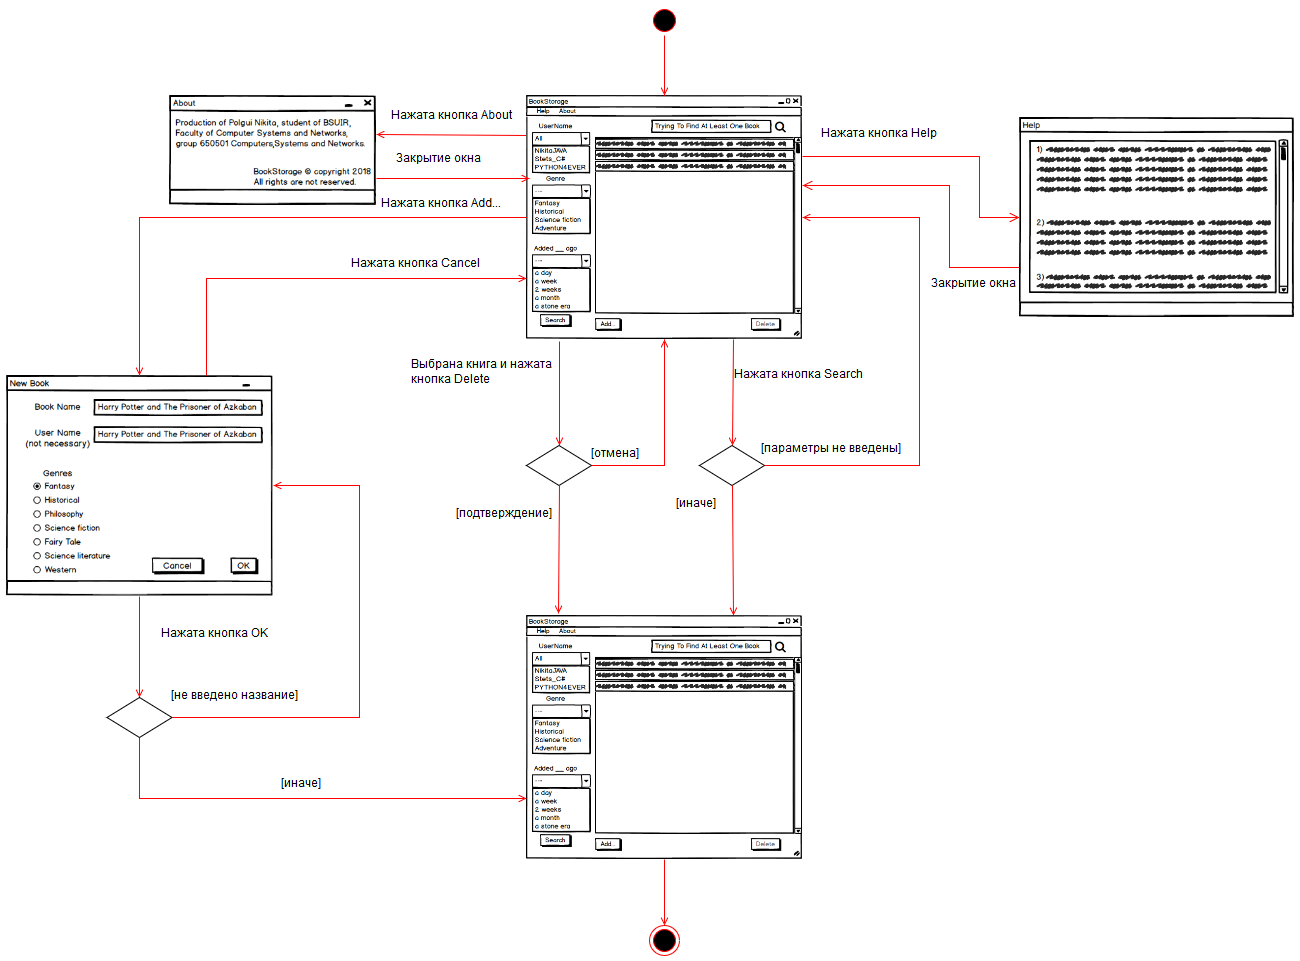 About
Production of Polgui Nikita, student of BSUIR,
Faculty of Computer Systems and Networks,
group 650501 Computers,Systems and Networks.
BookStorage © copyright 2018
All rights are not reserved.
Нажата кнопка About
Закрытие окна
Нажата кнопка Add...
Нажата кнопка Cancel
BookStorage
Help About
UserName
Trying To Find At Least One Book
All
NikitaJAVA
Stets_C#
PYTHON4EVER
Genre
---
Fantasy
Historical
Science fiction
Adventure
Added __ ago
---
a day
a week
2 weeks
a month
a stone era
Search
Add...
Delete
Нажата кнопка Help
Help
1)
2)
3)
Закрытие окна
Выбрана книга и нажата
кнопка Delete
Нажата кнопка Search
[отмена]
[параметры не введены]
[подтверждение]
[иначе]
New Book
Book Name
Harry Potter and The Prisoner of Azkaban
User Name
(not necessary)
Harry Potter and The Prisoner of Azkaban
Genres
Fantasy
Historical
Philosophy
Science fiction
Fairy Tale
Science literature
Western
Cancel
OK
Нажата кнопка OK
[не введено название]
[иначе]
BookStorage
Help About
UserName
Trying To Find At Least One Book
All
NikitaJAVA
Stets_C#
PYTHON4EVER
Genre
---
Fantasy
Historical
Science fiction
Adventure
Added __ ago
---
a day
a week
2 weeks
a month
a stone era
Search
Add...
Delete